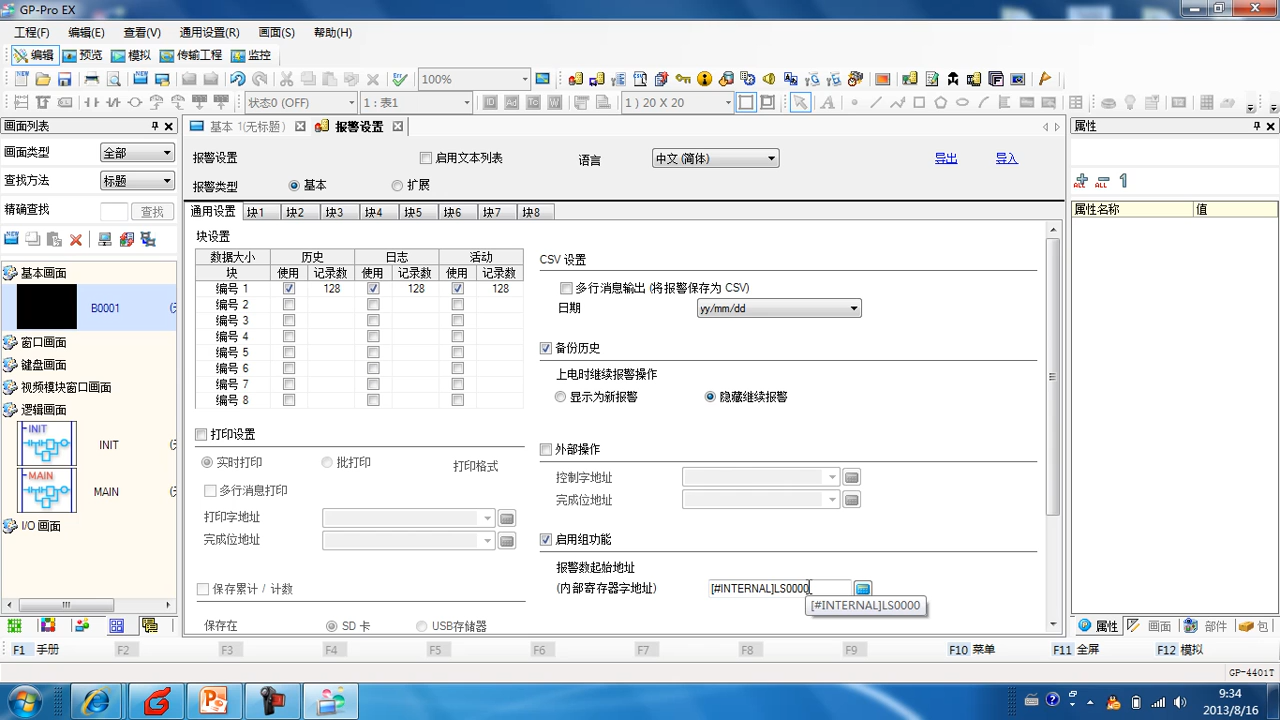 GP-Pro EX
工程(F) 编辑(E) 查看(V) 通用设置(R) 画面(S) 帮助(H)
编辑 预览 模拟 传输工程 监控
100%
状态0 (OFF) 1 : 表1 1 ) 20 X 20
画面列表
画面类型 全部
查找方法 标题
精确查找 查找
基本画面
B0001
窗口画面
键盘画面
视频模块窗口画面
逻辑画面
INIT
INIT
MAIN
MAIN
I/O 画面
基本 1(无标题) 报警设置
报警设置 启用文本列表 语言 中文 (简体) 导出 导入
报警类型 基本 扩展
通用设置 块1 块2 块3 块4 块5 块6 块7 块8
块设置
数据大小 历史 日志 活动
块 使用 记录数 使用 记录数 使用 记录数
编号 1 128 128 128
编号 2
编号 3
编号 4
编号 5
编号 6
编号 7
编号 8
打印设置
实时打印 批打印 打印格式
多行消息打印
打印字地址
完成位地址
保存累计 / 计数
保存在 SD 卡 USB存储器
CSV 设置
多行消息输出 (将报警保存为 CSV)
日期 yy/mm/dd
备份历史
上电时继续报警操作
显示为新报警 隐藏继续报警
外部操作
控制字地址
完成位地址
启用组功能
报警数起始地址
(内部寄存器字地址) [#INTERNAL]LS0000
[#INTERNAL]LS0000
属性
ALL ALL 1
属性名称 值
属性 画面 部件 包
F1 手册 F2 F3 F4 F5 F6 F7 F8 F9 F10 菜单 F11 全屏 F12 模拟
GP-4401T
9:34
2013/8/16